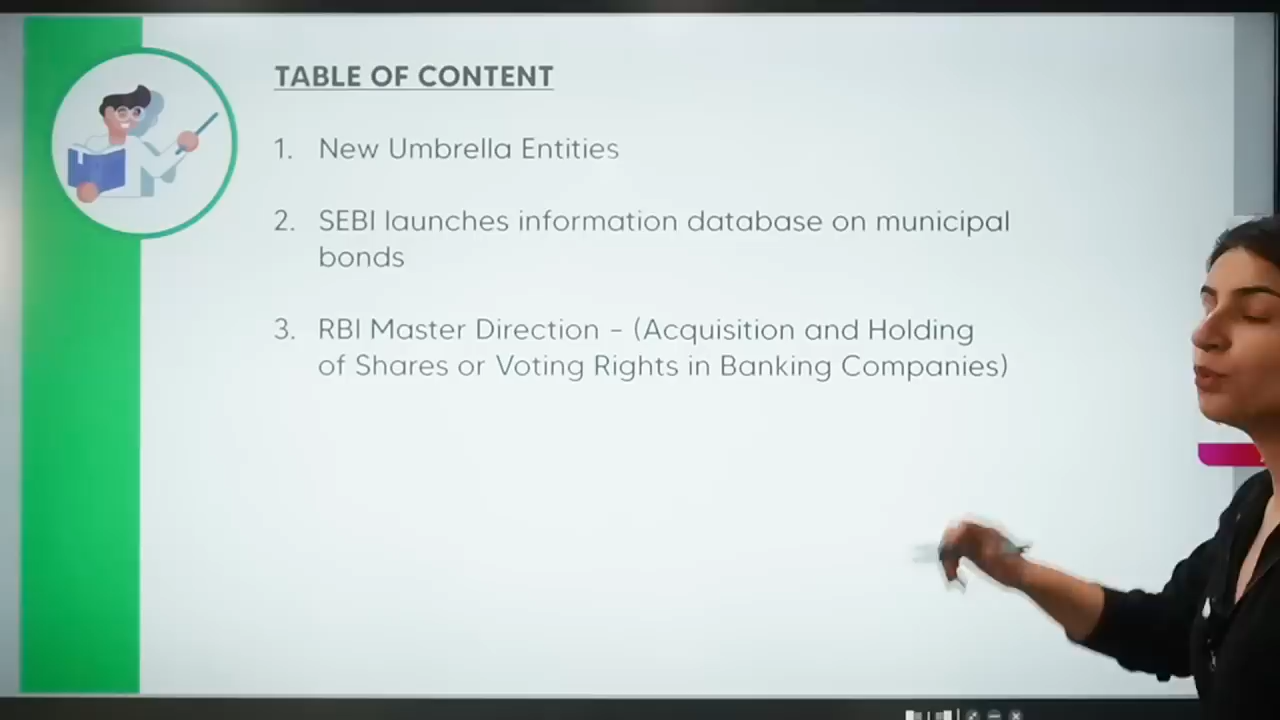 TABLE OF CONTENT
1. New Umbrella Entities
2. SEBI launches information database on municipal
bonds
3. RBI Master Direction – (Acquisition and Holding
of Shares or Voting Rights in Banking Companies)